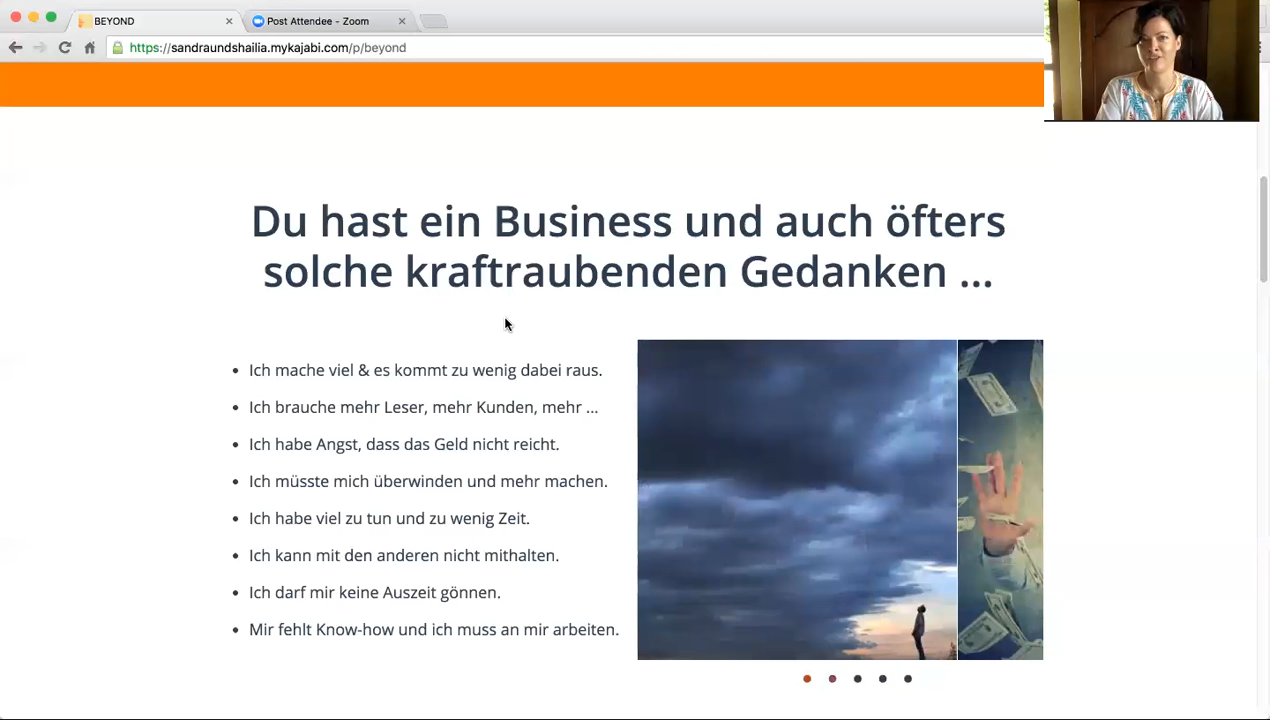 BEYOND
Post Attendee - Zoom
https://sandraundshailia.mykajabi.com/p/beyond
Du hast ein Business und auch öfters
solche kraftraubenden Gedanken ...
• Ich mache viel & es kommt zu wenig dabei raus.
• Ich brauche mehr Leser, mehr Kunden, mehr ...
• Ich habe Angst, dass das Geld nicht reicht.
• Ich müsste mich überwinden und mehr machen.
• Ich habe viel zu tun und zu wenig Zeit.
• Ich kann mit den anderen nicht mithalten.
• Ich darf mir keine Auszeit gönnen.
• Mir fehlt Know-how und ich muss an mir arbeiten.